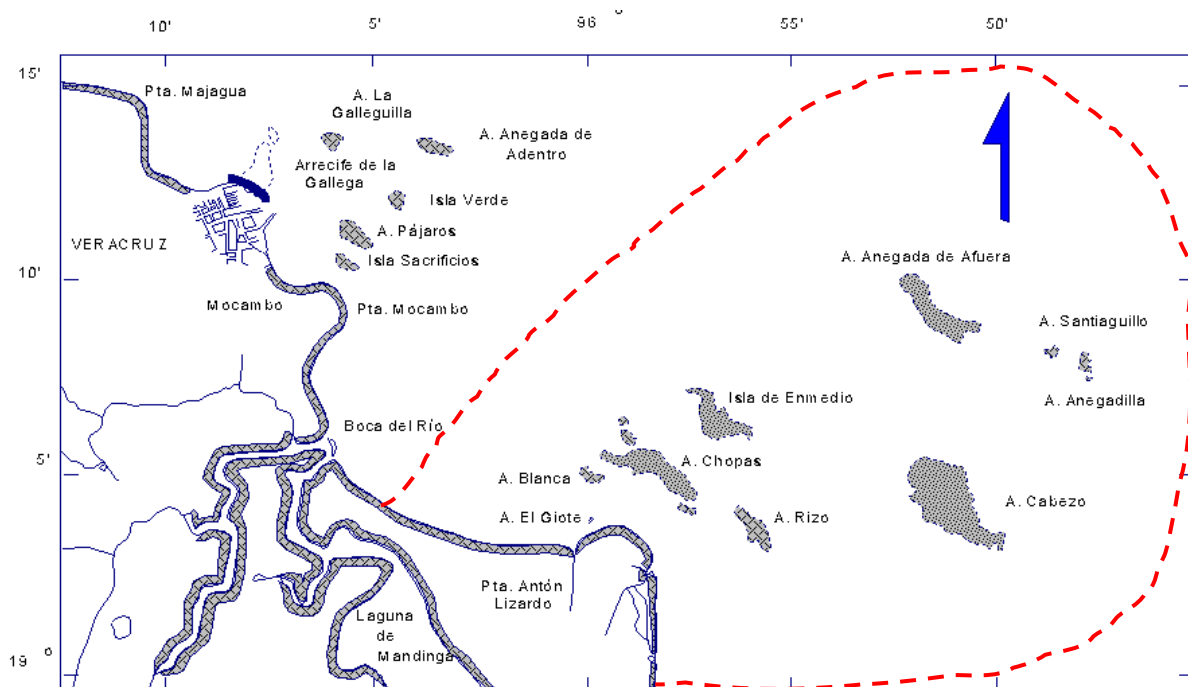 10'
5'
96
o
55'
50'
15'
Pta. Majagua
A. La
Galleguilla
A. Anegada de
Adentro
Arrecife de la
Gallega
Isla Verde
A. Pájaros
VERACRUZ
Isla Sacrificios
A. Anegada de Afuera
10'
Mocambo
Pta. Mocambo
A. Santiaguillo
Isla de Enmedio
A. Anegadilla
Boca del Río
5'
A. Chopas
A. Blanca
A. Cabezo
A. El Giote
A. Rizo
Pta. Antón
Lizardo
Laguna
de
Mandinga
19 o